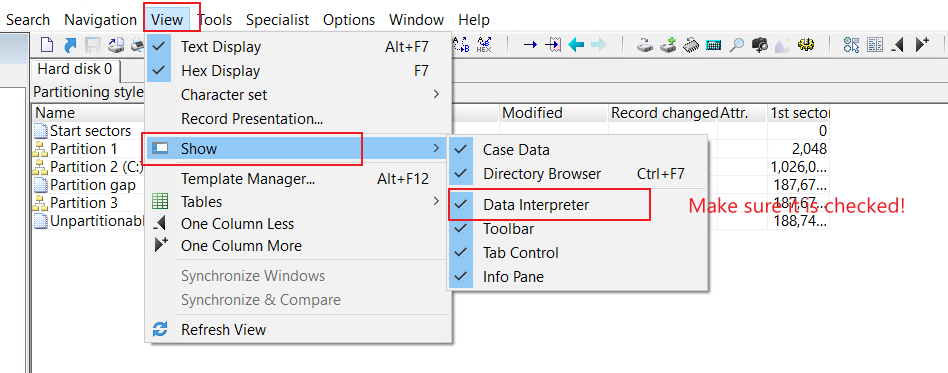 Search Navigation View Tools Specialist Options Window Help
Hard disk 0
Partitioning style
Name Modified Record changed Attr. 1st sector
Start sectors 0
Partition 1 2,048
Partition 2 (C:) 1,026,0...
Partition gap 187,67...
Partition 3 187,67...
Unpartitionabl 188,74...
Text Display Alt+F7
Hex Display F7
Character set
Record Presentation...
Show
Template Manager... Alt+F12
Tables
One Column Less
One Column More
Synchronize Windows
Synchronize & Compare
Refresh View
Case Data
Directory Browser Ctrl+F7
Data Interpreter
Toolbar
Tab Control
Info Pane
Make sure it is checked!